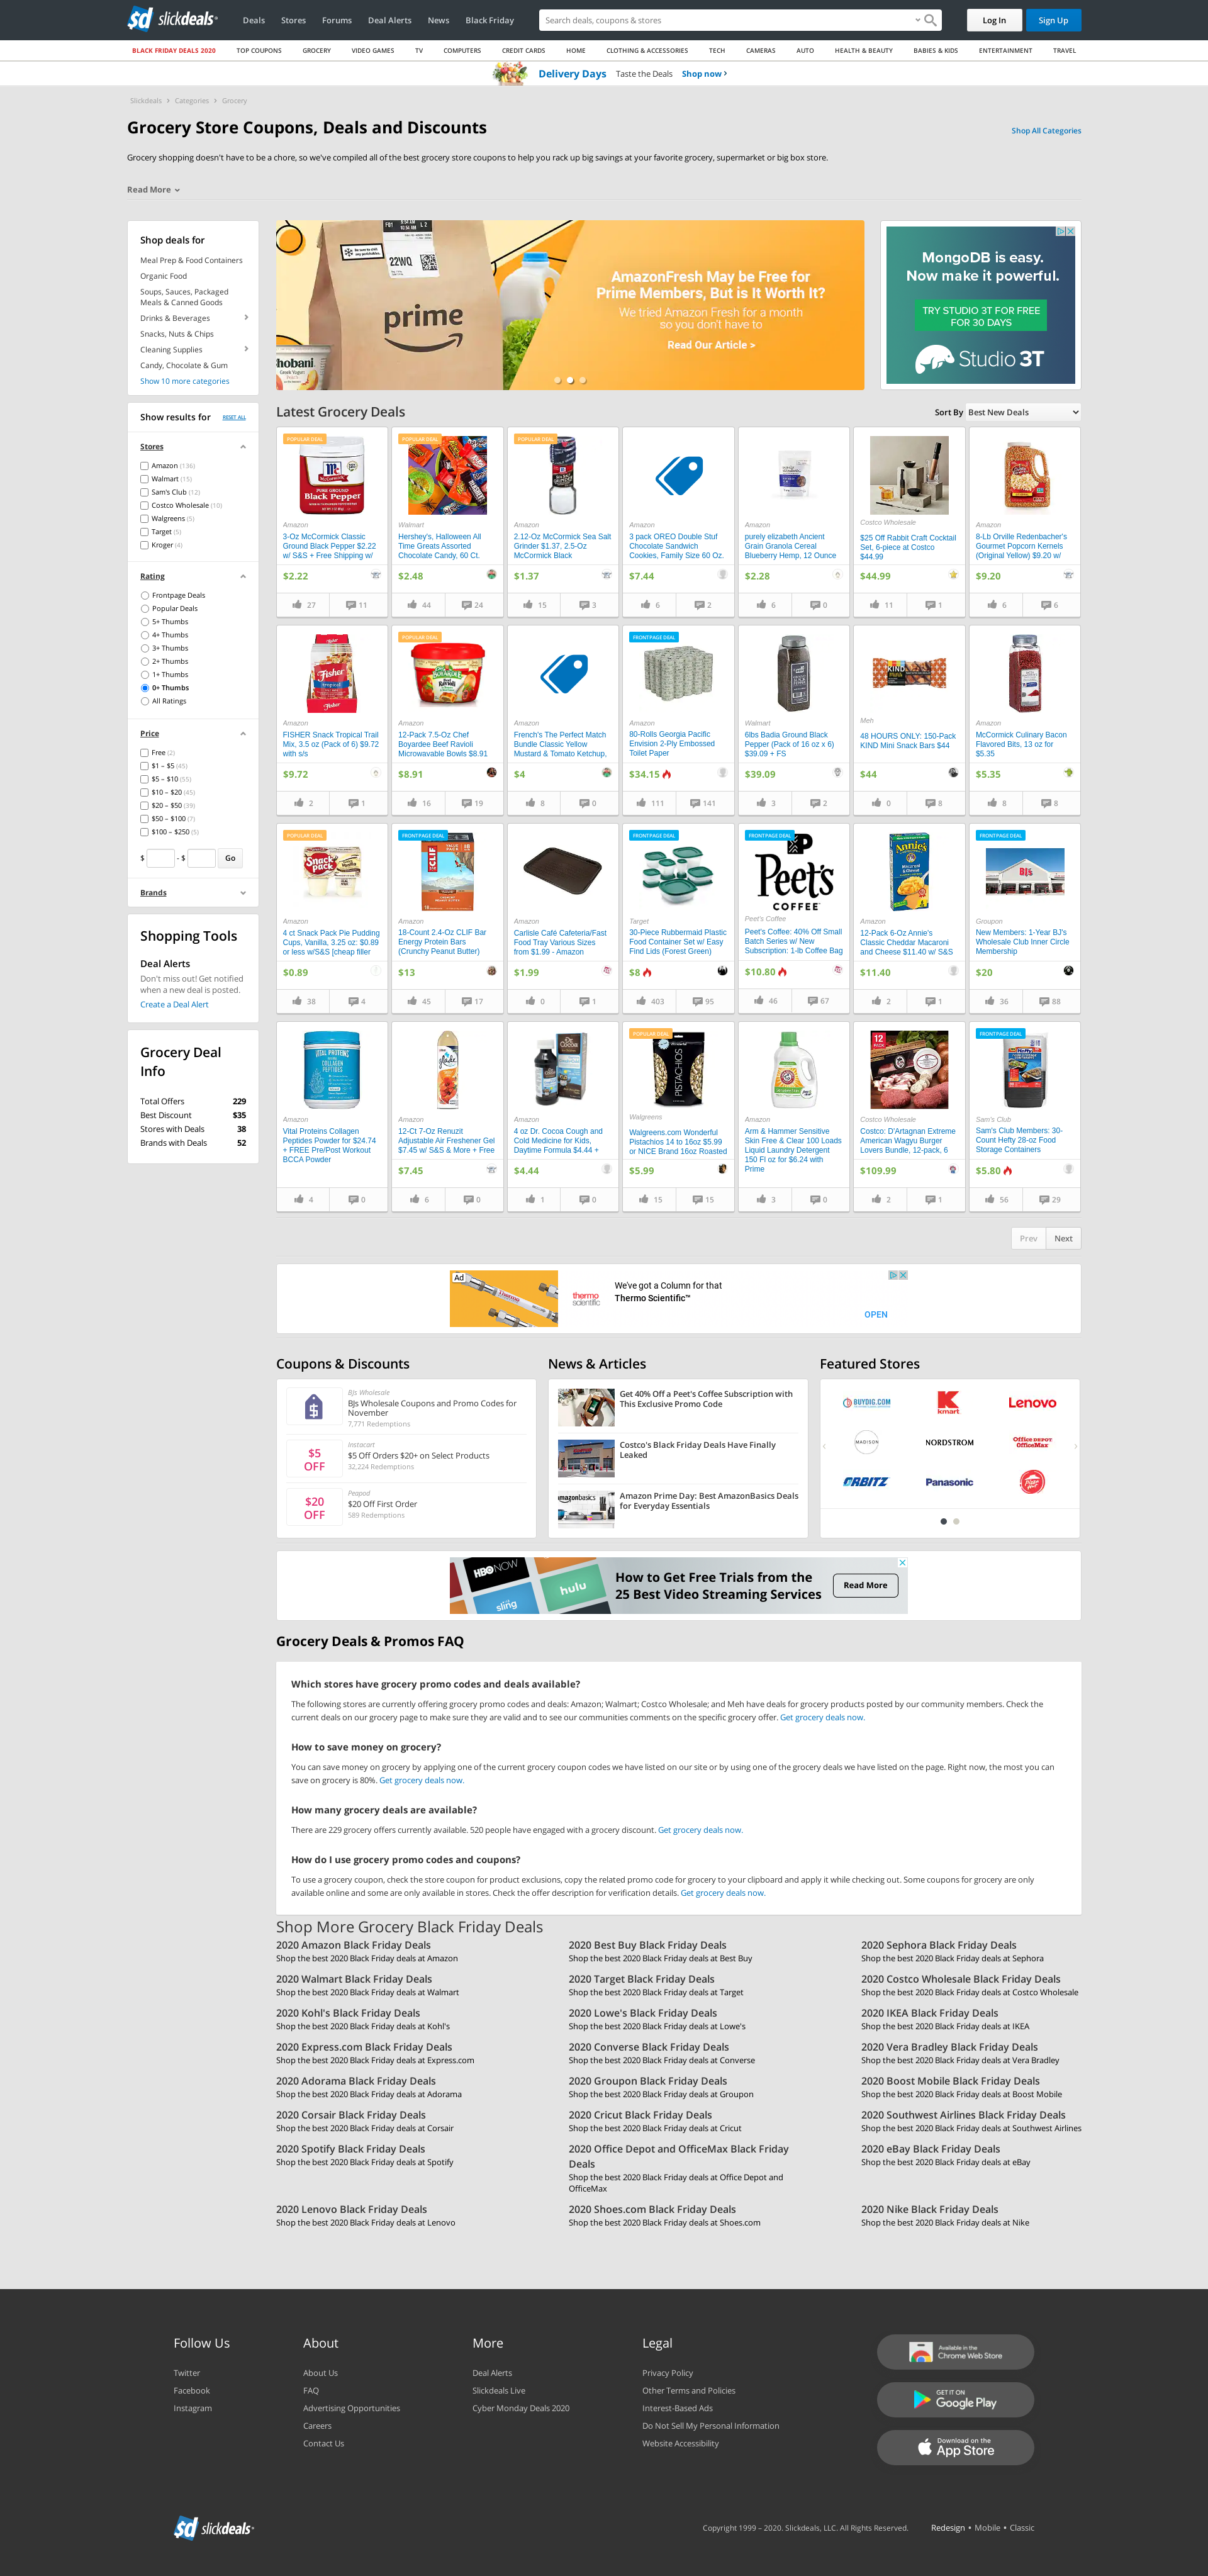 slickdeals
Deals
Stores
Forums
Deal Alerts
News
Black Friday
Search deals, coupons & stores
Log In
Sign Up
BLACK FRIDAY DEALS 2020
TOP COUPONS
GROCERY
VIDEO GAMES
TV
COMPUTERS
CREDIT CARDS
HOME
CLOTHING & ACCESSORIES
TECH
CAMERAS
AUTO
HEALTH & BEAUTY
BABIES & KIDS
ENTERTAINMENT
TRAVEL
Delivery Days Taste the Deals Shop now ›
Slickdeals › Categories › Grocery
Grocery Store Coupons, Deals and Discounts
Shop All Categories
Grocery shopping doesn't have to be a chore, so we've compiled all of the best grocery store coupons to help you rack up big savings at your favorite grocery, supermarket or big box store.
Read More
Shop deals for
Meal Prep & Food Containers
Organic Food
Soups, Sauces, Packaged
Meals & Canned Goods
Drinks & Beverages
Snacks, Nuts & Chips
Cleaning Supplies
Candy, Chocolate & Gum
Show 10 more categories
Show results for
RESET ALL
Stores
Amazon (136)
Walmart (15)
Sam's Club (12)
Costco Wholesale (10)
Walgreens (5)
Target (5)
Kroger (4)
Rating
Frontpage Deals
Popular Deals
5+ Thumbs
4+ Thumbs
3+ Thumbs
2+ Thumbs
1+ Thumbs
0+ Thumbs
All Ratings
Price
Free (2)
$1 – $5 (45)
$5 – $10 (55)
$10 – $20 (45)
$20 – $50 (39)
$50 – $100 (7)
$100 – $250 (5)
$ - $ Go
Brands
Shopping Tools
Deal Alerts
Don't miss out! Get notified
when a new deal is posted.
Create a Deal Alert
Grocery Deal
Info
Total Offers 229
Best Discount $35
Stores with Deals 38
Brands with Deals 52
22WQ
prime
Chobani
AmazonFresh May be Free for
Prime Members, But is It Worth It?
We tried Amazon Fresh for a month
so you don't have to
Read Our Article >
MongoDB is easy.
Now make it powerful.
TRY STUDIO 3T FOR FREE
FOR 30 DAYS
Studio 3T
Latest Grocery Deals
Sort By Best New Deals
POPULAR DEAL
Amazon
3-Oz McCormick Classic
Ground Black Pepper $2.22
w/ S&S + Free Shipping w/
$2.22
27
11
POPULAR DEAL
Walmart
Hershey's, Halloween All
Time Greats Assorted
Chocolate Candy, 60 Ct.
$2.48
44
24
POPULAR DEAL
Amazon
2.12-Oz McCormick Sea Salt
Grinder $1.37, 2.5-Oz
McCormick Black
$1.37
15
3
Amazon
3 pack OREO Double Stuf
Chocolate Sandwich
Cookies, Family Size 60 Oz.
$7.44
6
2
Amazon
purely elizabeth Ancient
Grain Granola Cereal
Blueberry Hemp, 12 Ounce
$2.28
6
0
Costco Wholesale
$25 Off Rabbit Craft Cocktail
Set, 6-piece at Costco
$44.99
$44.99
11
1
Amazon
8-Lb Orville Redenbacher's
Gourmet Popcorn Kernels
(Original Yellow) $9.20 w/
$9.20
6
6
Fisher
Amazon
FISHER Snack Tropical Trail
Mix, 3.5 oz (Pack of 6) $9.72
with s/s
$9.72
2
1
POPULAR DEAL
Amazon
12-Pack 7.5-Oz Chef
Boyardee Beef Ravioli
Microwavable Bowls $8.91
$8.91
16
19
Amazon
French's The Perfect Match
Bundle Classic Yellow
Mustard & Tomato Ketchup,
$4
8
0
FRONTPAGE DEAL
Amazon
80-Rolls Georgia Pacific
Envision 2-Ply Embossed
Toilet Paper
$34.15
111
141
Walmart
6lbs Badia Ground Black
Pepper (Pack of 16 oz x 6)
$39.09 + FS
$39.09
3
2
KIND
Meh
48 HOURS ONLY: 150-Pack
KIND Mini Snack Bars $44
$44
0
8
Amazon
McCormick Culinary Bacon
Flavored Bits, 13 oz for
$5.35
$5.35
8
8
POPULAR DEAL
Snack Pack
Amazon
4 ct Snack Pack Pie Pudding
Cups, Vanilla, 3.25 oz: $0.89
or less w/S&S [cheap filler
$0.89
38
4
FRONTPAGE DEAL
CLIF
Amazon
18-Count 2.4-Oz CLIF Bar
Energy Protein Bars
(Crunchy Peanut Butter)
$13
45
17
Amazon
Carlisle Café Cafeteria/Fast
Food Tray Various Sizes
from $1.99 - Amazon
$1.99
0
1
FRONTPAGE DEAL
Target
30-Piece Rubbermaid Plastic
Food Container Set w/ Easy
Find Lids (Forest Green)
$8
403
95
FRONTPAGE DEAL
Peet's
COFFEE
Peet's Coffee
Peet's Coffee: 40% Off Small
Batch Series w/ New
Subscription: 1-lb Coffee Bag
$10.80
46
67
Annie's
Amazon
12-Pack 6-Oz Annie's
Classic Cheddar Macaroni
and Cheese $11.40 w/ S&S
$11.40
2
1
FRONTPAGE DEAL
BJs
Groupon
New Members: 1-Year BJ's
Wholesale Club Inner Circle
Membership
$20
36
88
VITAL PROTEINS
COLLAGEN
PEPTIDES
Amazon
Vital Proteins Collagen
Peptides Powder for $24.74
+ FREE Pre/Post Workout
BCCA Powder
4
0
glade
Amazon
12-Ct 7-Oz Renuzit
Adjustable Air Freshener Gel
$7.45 w/ S&S & More + Free
$7.45
6
0
Amazon
4 oz Dr. Cocoa Cough and
Cold Medicine for Kids,
Daytime Formula $4.44 +
$4.44
1
0
POPULAR DEAL
PISTACHIOS
Walgreens
Walgreens.com Wonderful
Pistachios 14 to 16oz $5.99
or NICE Brand 16oz Roasted
$5.99
15
15
Amazon
Arm & Hammer Sensitive
Skin Free & Clear 100 Loads
Liquid Laundry Detergent
150 Fl oz for $6.24 with
Prime
3
0
12
PACK
Costco Wholesale
Costco: D'Artagnan Extreme
American Wagyu Burger
Lovers Bundle, 12-pack, 6
$109.99
2
1
FRONTPAGE DEAL
Sam's Club
Sam's Club Members: 30-
Count Hefty 28-oz Food
Storage Containers
$5.80
56
29
Prev
Next
Ad
thermo
scientific
We've got a Column for that
Thermo Scientific™
OPEN
Coupons & Discounts
BJs Wholesale
BJs Wholesale Coupons and Promo Codes for
November
7,771 Redemptions
$5
OFF
Instacart
$5 Off Orders $20+ on Select Products
32,224 Redemptions
$20
OFF
Peapod
$20 Off First Order
589 Redemptions
News & Articles
Get 40% Off a Peet's Coffee Subscription with
This Exclusive Promo Code
Costco's Black Friday Deals Have Finally
Leaked
amazonbasics
Amazon Prime Day: Best AmazonBasics Deals
for Everyday Essentials
Featured Stores
BUYDIG.COM
kmart
Lenovo
MADISON
NORDSTROM
Office DEPOT
OfficeMax
ORBITZ
Panasonic
Pizza Hut
HBO NOW
hulu
sling
How to Get Free Trials from the
25 Best Video Streaming Services
Read More
Grocery Deals & Promos FAQ
Which stores have grocery promo codes and deals available?
The following stores are currently offering grocery promo codes and deals: Amazon; Walmart; Costco Wholesale; and Meh have deals for grocery products posted by our community members. Check the
current deals on our grocery page to make sure they are valid and to see our communities comments on the specific grocery offer. Get grocery deals now.
How to save money on grocery?
You can save money on grocery by applying one of the current grocery coupon codes we have listed on our site or by using one of the grocery deals we have listed on the page. Right now, the most you can
save on grocery is 80%. Get grocery deals now.
How many grocery deals are available?
There are 229 grocery offers currently available. 520 people have engaged with a grocery discount. Get grocery deals now.
How do I use grocery promo codes and coupons?
To use a grocery coupon, check the store coupon for product exclusions, copy the related promo code for grocery to your clipboard and apply it while checking out. Some coupons for grocery are only
available online and some are only available in stores. Check the offer description for verification details. Get grocery deals now.
Shop More Grocery Black Friday Deals
2020 Amazon Black Friday Deals
Shop the best 2020 Black Friday deals at Amazon
2020 Best Buy Black Friday Deals
Shop the best 2020 Black Friday deals at Best Buy
2020 Sephora Black Friday Deals
Shop the best 2020 Black Friday deals at Sephora
2020 Walmart Black Friday Deals
Shop the best 2020 Black Friday deals at Walmart
2020 Target Black Friday Deals
Shop the best 2020 Black Friday deals at Target
2020 Costco Wholesale Black Friday Deals
Shop the best 2020 Black Friday deals at Costco Wholesale
2020 Kohl's Black Friday Deals
Shop the best 2020 Black Friday deals at Kohl's
2020 Lowe's Black Friday Deals
Shop the best 2020 Black Friday deals at Lowe's
2020 IKEA Black Friday Deals
Shop the best 2020 Black Friday deals at IKEA
2020 Express.com Black Friday Deals
Shop the best 2020 Black Friday deals at Express.com
2020 Converse Black Friday Deals
Shop the best 2020 Black Friday deals at Converse
2020 Vera Bradley Black Friday Deals
Shop the best 2020 Black Friday deals at Vera Bradley
2020 Adorama Black Friday Deals
Shop the best 2020 Black Friday deals at Adorama
2020 Groupon Black Friday Deals
Shop the best 2020 Black Friday deals at Groupon
2020 Boost Mobile Black Friday Deals
Shop the best 2020 Black Friday deals at Boost Mobile
2020 Corsair Black Friday Deals
Shop the best 2020 Black Friday deals at Corsair
2020 Cricut Black Friday Deals
Shop the best 2020 Black Friday deals at Cricut
2020 Southwest Airlines Black Friday Deals
Shop the best 2020 Black Friday deals at Southwest Airlines
2020 Spotify Black Friday Deals
Shop the best 2020 Black Friday deals at Spotify
2020 Office Depot and OfficeMax Black Friday
Deals
Shop the best 2020 Black Friday deals at Office Depot and
OfficeMax
2020 eBay Black Friday Deals
Shop the best 2020 Black Friday deals at eBay
2020 Lenovo Black Friday Deals
Shop the best 2020 Black Friday deals at Lenovo
2020 Shoes.com Black Friday Deals
Shop the best 2020 Black Friday deals at Shoes.com
2020 Nike Black Friday Deals
Shop the best 2020 Black Friday deals at Nike
Follow Us
Twitter
Facebook
Instagram
About
About Us
FAQ
Advertising Opportunities
Careers
Contact Us
More
Deal Alerts
Slickdeals Live
Cyber Monday Deals 2020
Legal
Privacy Policy
Other Terms and Policies
Interest-Based Ads
Do Not Sell My Personal Information
Website Accessibility
Available in the
Chrome Web Store
GET IT ON
Google Play
Download on the
App Store
slickdeals
Copyright 1999 – 2020. Slickdeals, LLC. All Rights Reserved.
Redesign • Mobile • Classic